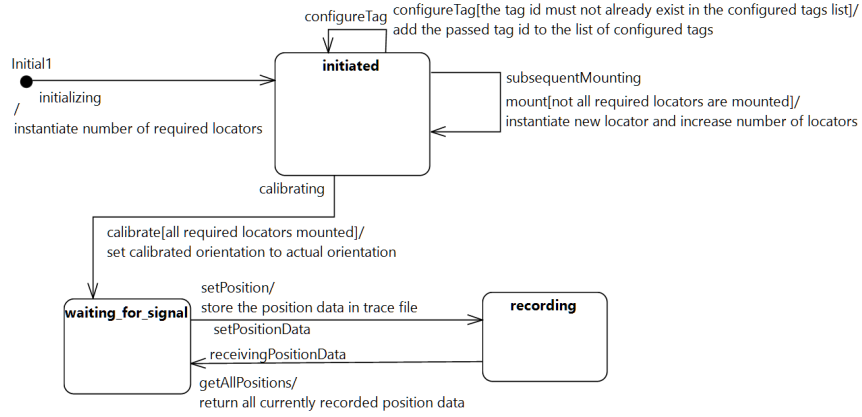 configureTag
configureTag[the tag id must not already exist in the configured tags list]/
add the passed tag id to the list of configured tags
Initial1
initiated
subsequentMounting
initializing
mount[not all required locators are mounted]/
/
instantiate new locator and increase number of locators
instantiate number of required locators
calibrating
calibrate[all required locators mounted]/
set calibrated orientation to actual orientation
setPosition/
store the position data in trace file
waiting_for_signal
recording
setPositionData
receivingPositionData
getAllPositions/
return all currently recorded position data